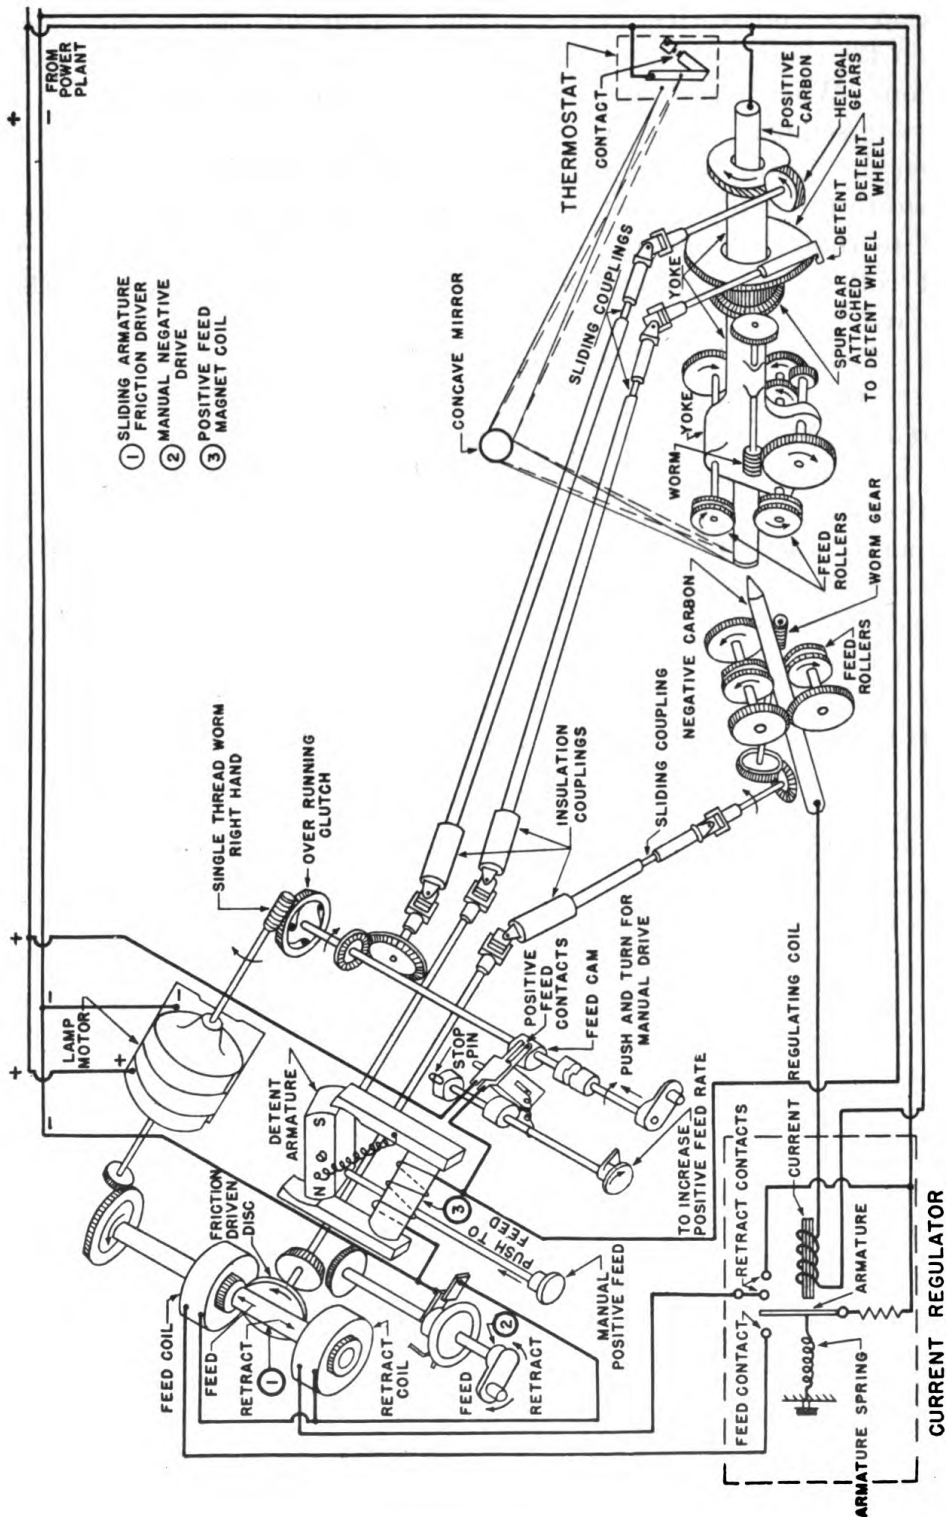 +
−
FROM
POWER
PLANT
① SLIDING ARMATURE
FRICTION DRIVER
② MANUAL NEGATIVE
DRIVE
③ POSITIVE FEED
MAGNET COIL
THERMOSTAT
CONTACT
POSITIVE
CARBON
HELICAL
GEARS
DETENT
WHEEL
DETENT
SPUR GEAR
ATTACHED
TO DETENT WHEEL
YOKE
SLIDING COUPLINGS
CONCAVE MIRROR
YOKE
WORM
FEED
ROLLERS
WORM GEAR
NEGATIVE CARBON
FEED
ROLLERS
SLIDING COUPLING
INSULATION
COUPLINGS
OVER RUNNING
CLUTCH
SINGLE THREAD WORM
RIGHT HAND
+
−
−
+
+
−
LAMP
MOTOR
DETENT
ARMATURE
N
S
STOP
PIN
POSITIVE
FEED
CONTACTS
FEED CAM
PUSH AND TURN FOR
MANUAL DRIVE
TO INCREASE
POSITIVE FEED RATE
③
PUSH TO
FEED
MANUAL
POSITIVE FEED
FRICTION
DRIVEN
DISC
FEED COIL
FEED
RETRACT
①
RETRACT
COIL
FEED
②
RETRACT
REGULATING COIL
CURRENT
RETRACT CONTACTS
ARMATURE
FEED CONTACT
ARMATURE SPRING
CURRENT REGULATOR